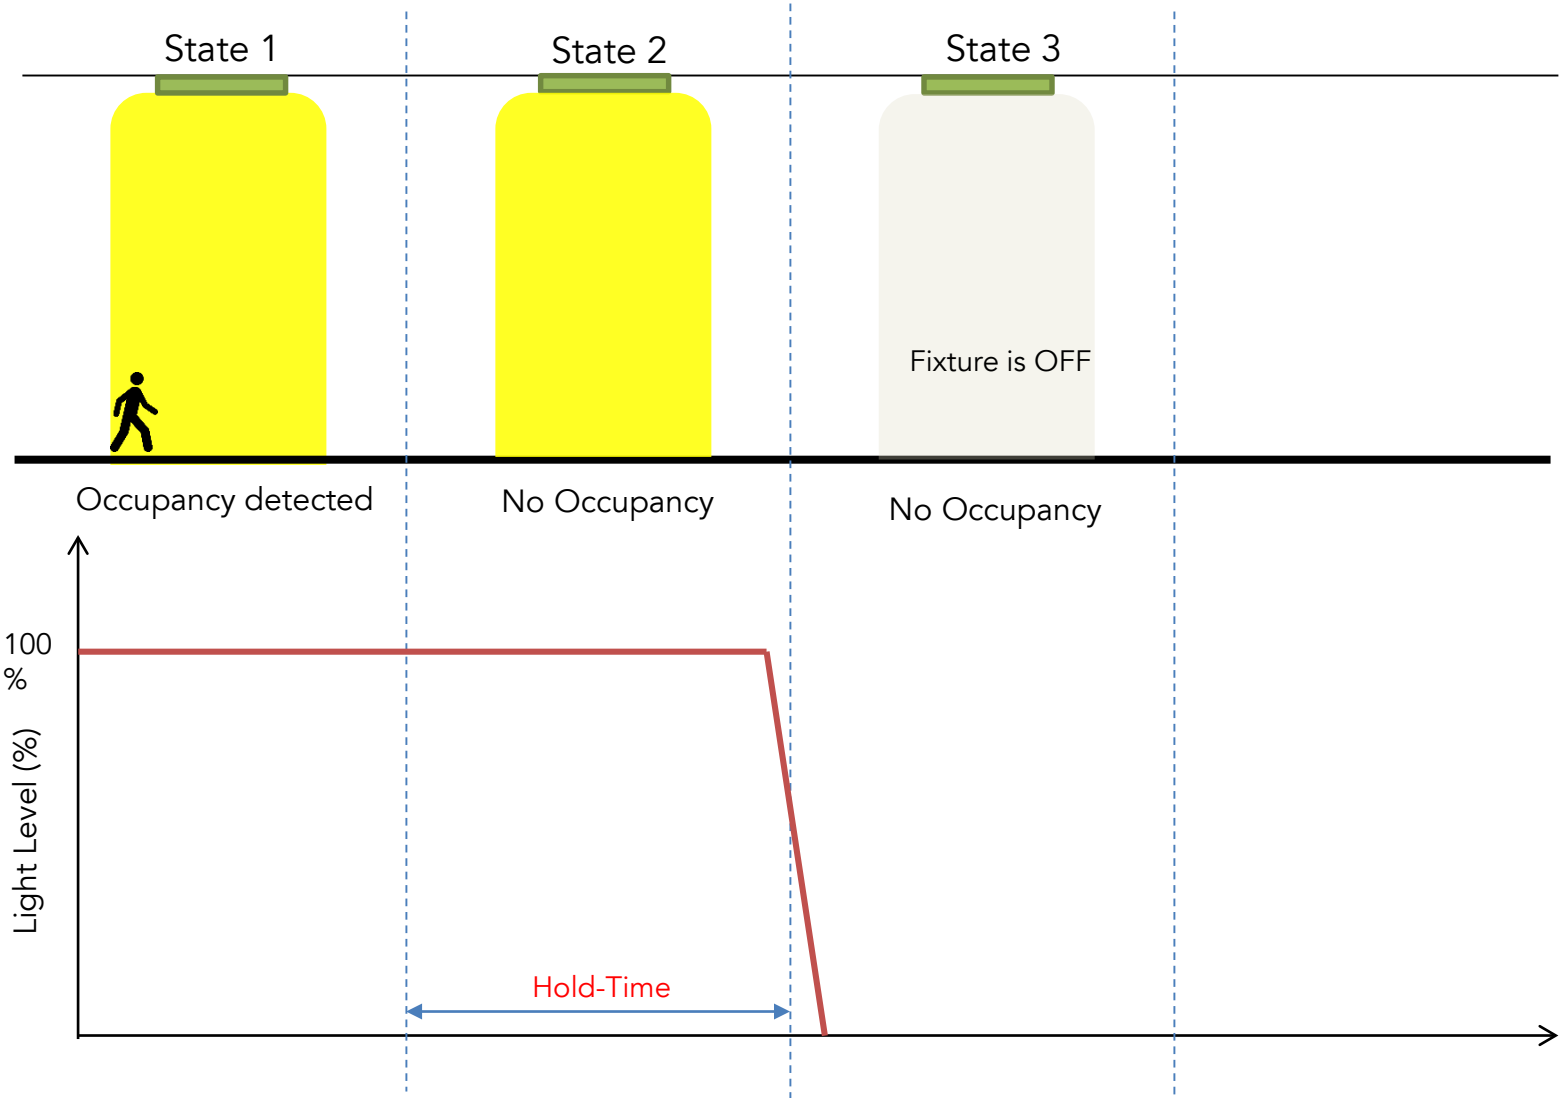 State 1
State 2
State 3
Fixture is OFF
Occupancy detected
No Occupancy
No Occupancy
100
%
Light Level (%)
Hold-Time